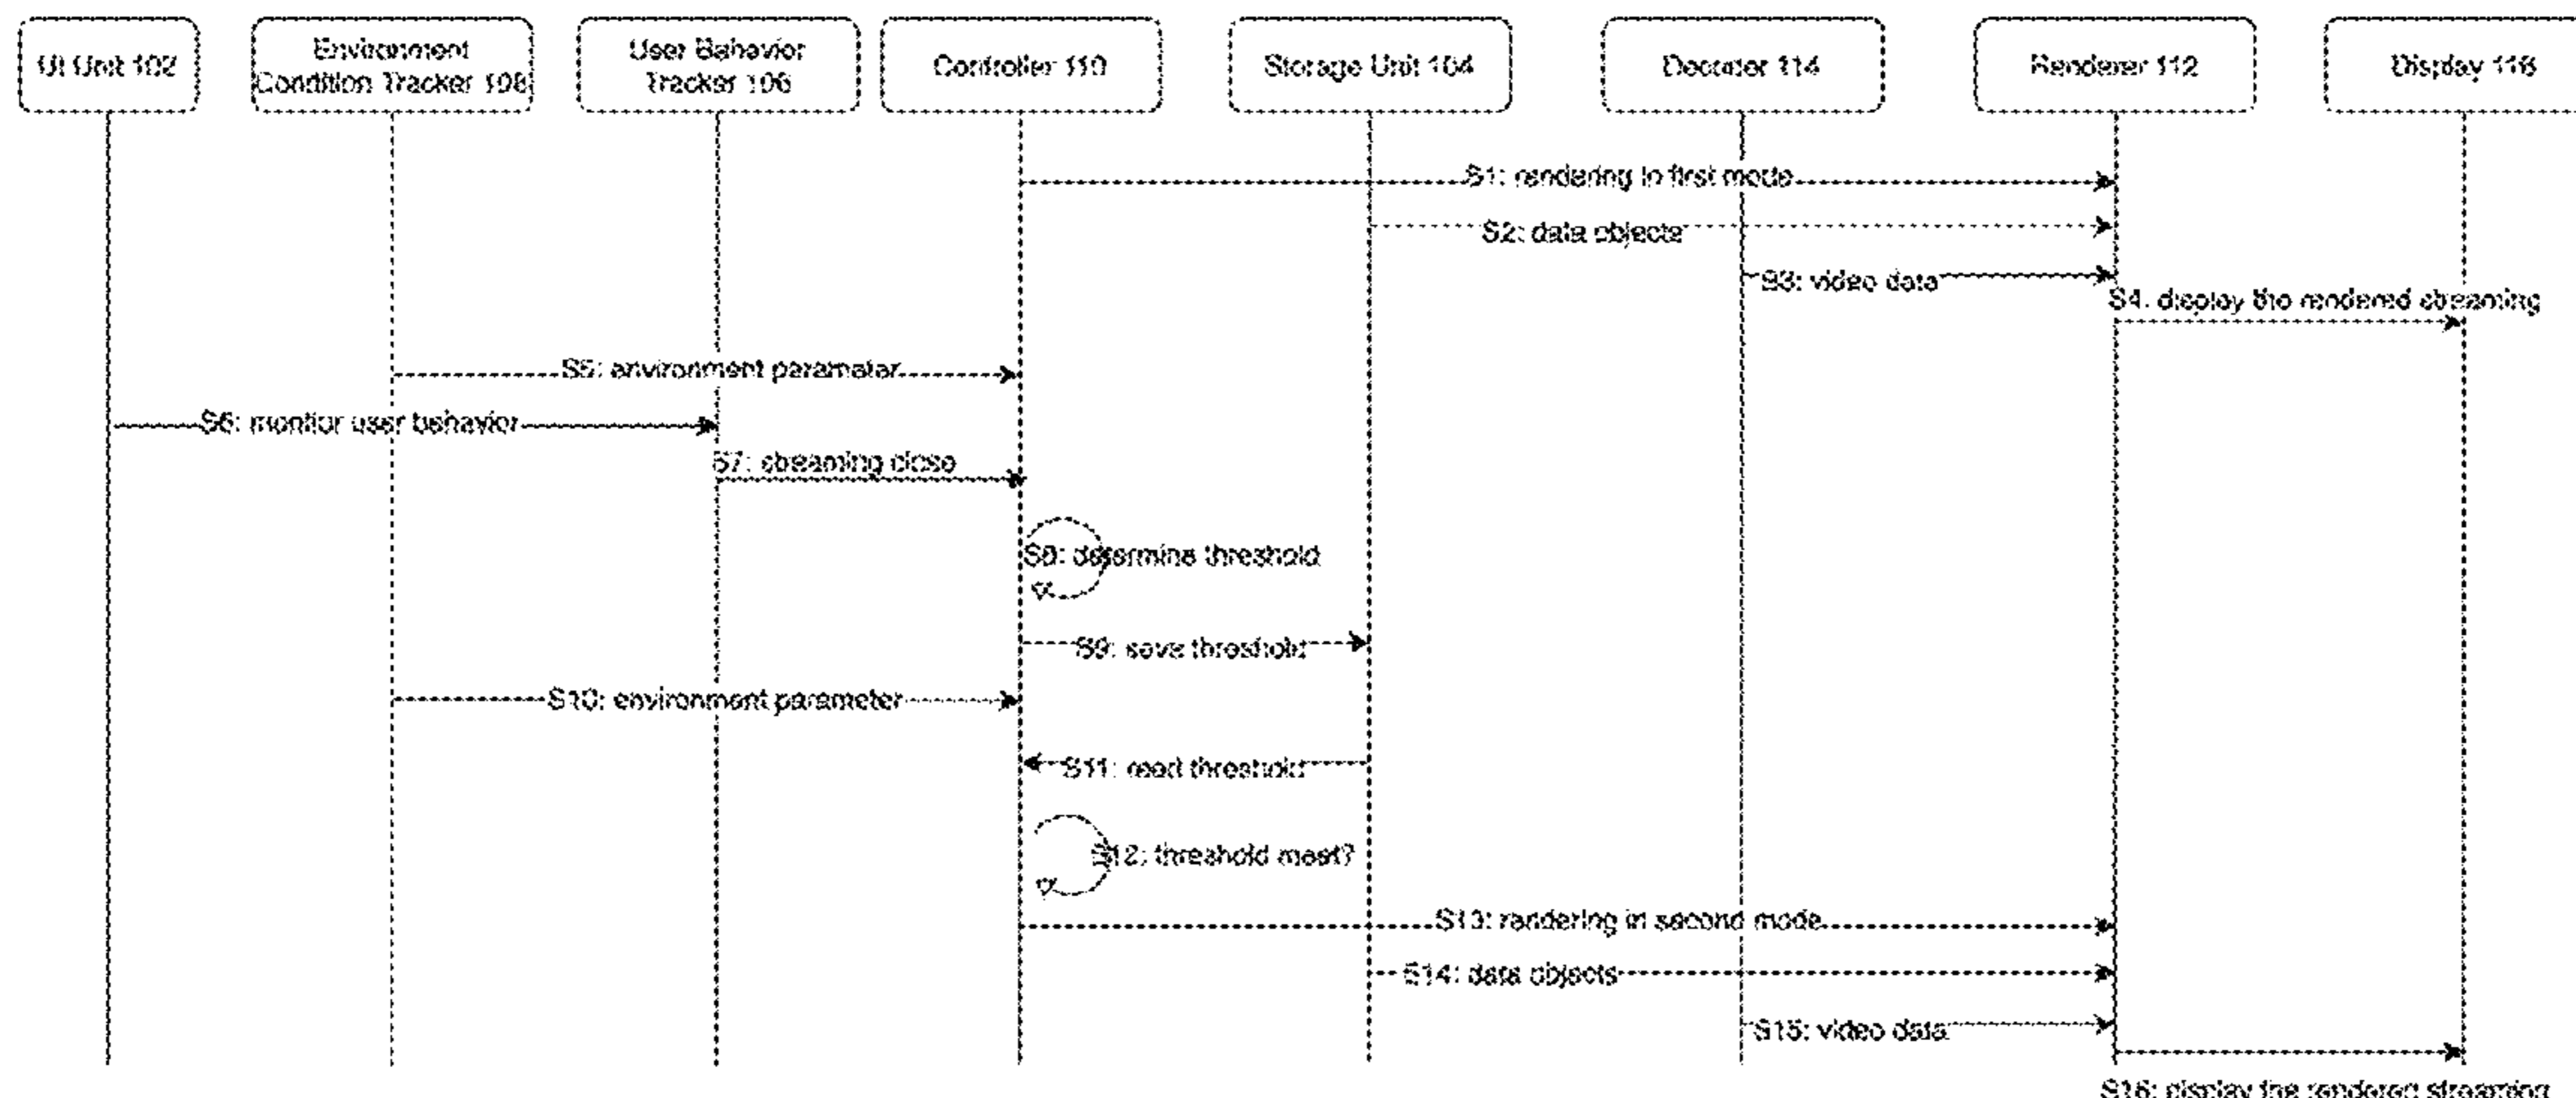 UI Unit 102
Environment
Condition Tracker 108
User Behavior
Tracker 106
Controller 110
Storage Unit 104
Decoder 114
Renderer 112
Display 116
S1: rendering in first mode
S2: data objects
S3: video data
S4: display the rendered streaming
S5: environment parameter
S6: monitor user behavior
S7: streaming close
S8: determine threshold
S9: save threshold
S10: environment parameter
S11: read threshold
S12: threshold meet?
S13: rendering in second mode
S14: data objects
S15: video data
S16: display the rendered streaming